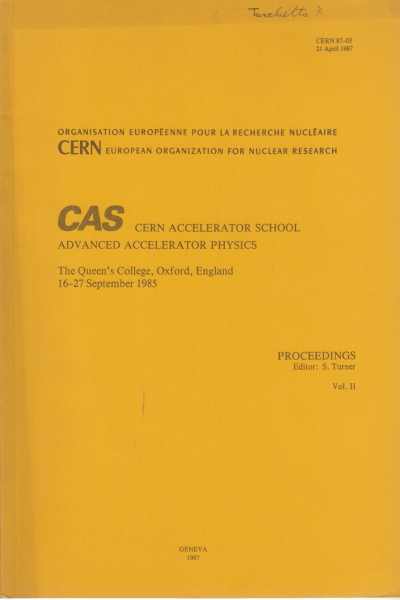 CERN 87-03
21 April 1987
ORGANISATION EUROPÉENNE POUR LA RECHERCHE NUCLÉAIRE
CERN EUROPEAN ORGANIZATION FOR NUCLEAR RESEARCH
CAS CERN ACCELERATOR SCHOOL
ADVANCED ACCELERATOR PHYSICS
The Queen's College, Oxford, England
16–27 September 1985
PROCEEDINGS
Editor: S. Turner
Vol. II
GENEVA
1987